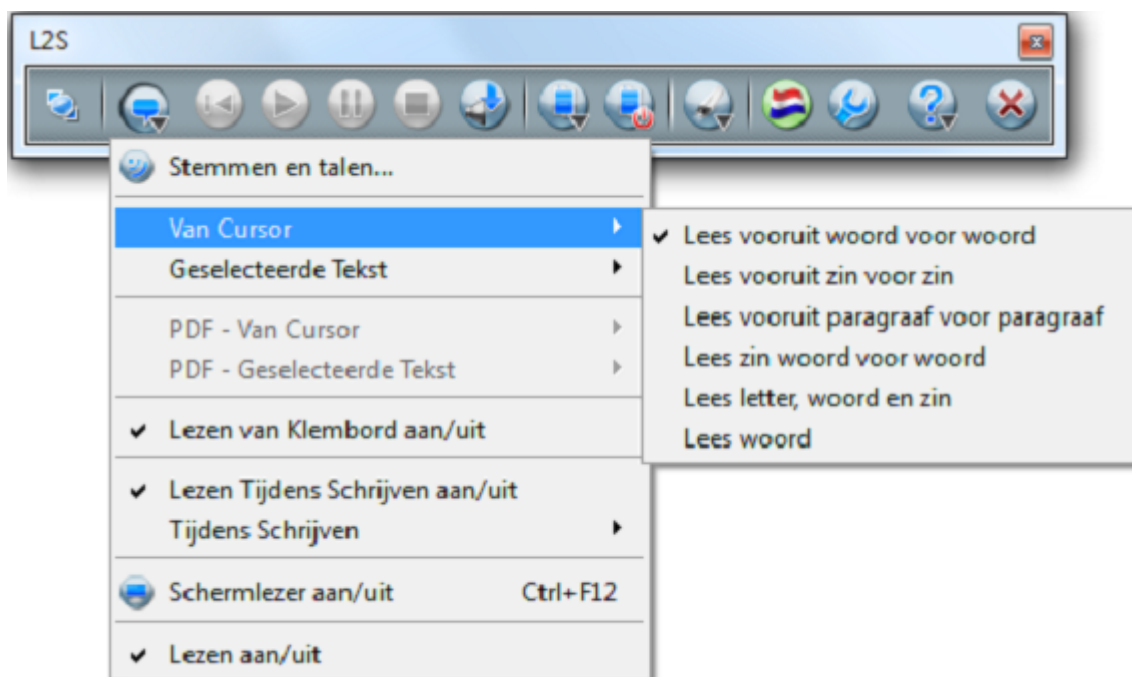 L2S
Stemmen en talen...
Van Cursor
Geselecteerde Tekst
PDF - Van Cursor
PDF - Geselecteerde Tekst
Lezen van Klembord aan/uit
Lezen Tijdens Schrijven aan/uit
Tijdens Schrijven
Schermlezer aan/uit Ctrl+F12
Lezen aan/uit
Lees vooruit woord voor woord
Lees vooruit zin voor zin
Lees vooruit paragraaf voor paragraaf
Lees zin woord voor woord
Lees letter, woord en zin
Lees woord